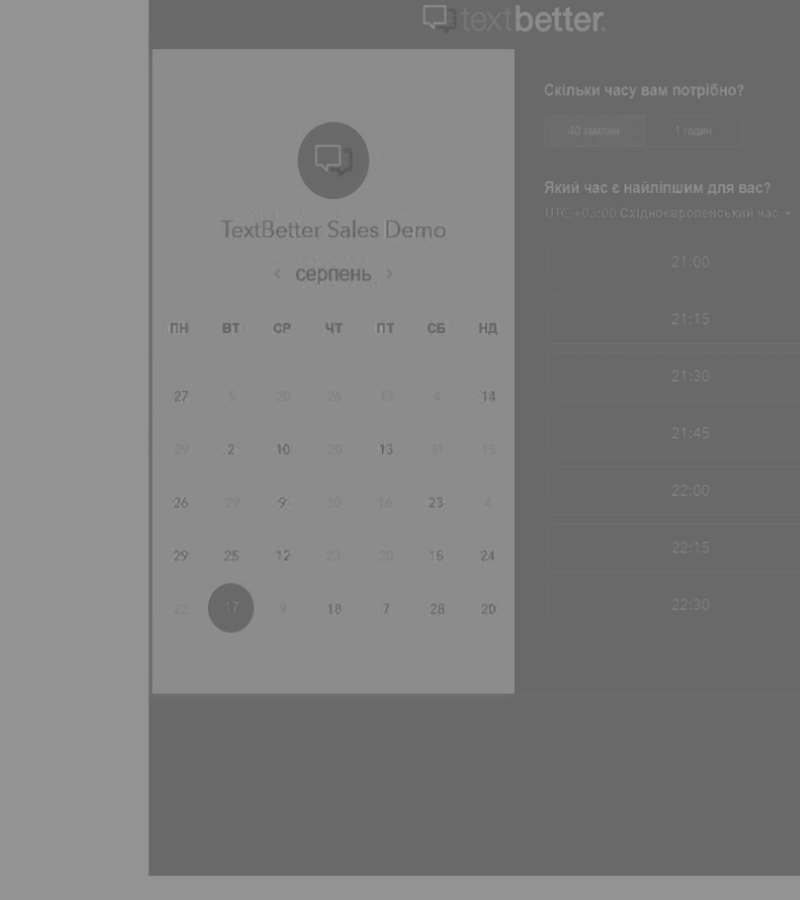 textbetter.
Скільки часу вам потрібно?
40 хвилин 1 годин
Який час є найліпшим для вас?
UTC +03:00 Східноєвропейський час
TextBetter Sales Demo
‹ серпень ›
ПН ВТ СР ЧТ ПТ СБ НД
27 5 20 26 13 4 14
29 2 10 20 13 31 15
26 29 9 30 16 23 4
29 25 12 23 20 15 24
22 17 9 18 7 28 20
21:00
21:15
21:30
21:45
22:00
22:15
22:30